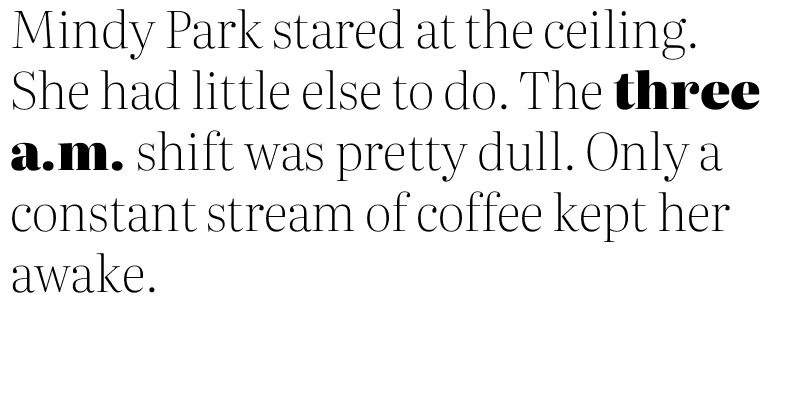 Mindy Park stared at the ceiling.
She had little else to do. The three
a.m. shift was pretty dull. Only a
constant stream of coffee kept her
awake.